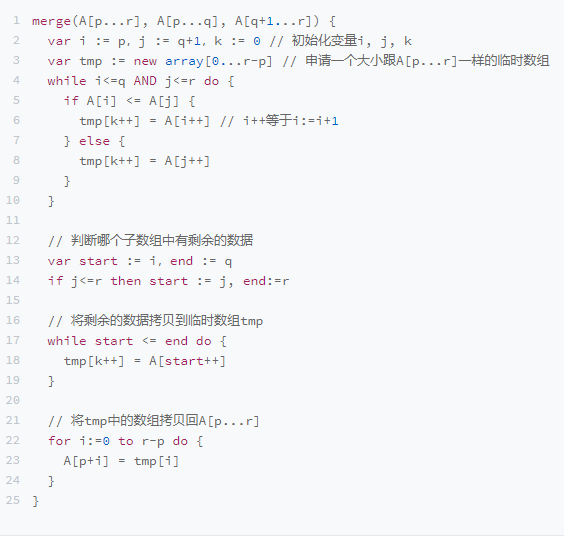 1 merge(A[p...r], A[p...q], A[q+1...r]) {
2 var i := p，j := q+1，k := 0 // 初始化变量i, j, k
3 var tmp := new array[0...r-p] // 申请一个大小跟A[p...r]一样的临时数组
4 while i<=q AND j<=r do {
5 if A[i] <= A[j] {
6 tmp[k++] = A[i++] // i++等于i:=i+1
7 } else {
8 tmp[k++] = A[j++]
9 }
10 }
11
12 // 判断哪个子数组中有剩余的数据
13 var start := i，end := q
14 if j<=r then start := j, end:=r
15
16 // 将剩余的数据拷贝到临时数组tmp
17 while start <= end do {
18 tmp[k++] = A[start++]
19 }
20
21 // 将tmp中的数组拷贝回A[p...r]
22 for i:=0 to r-p do {
23 A[p+i] = tmp[i]
24 }
25 }